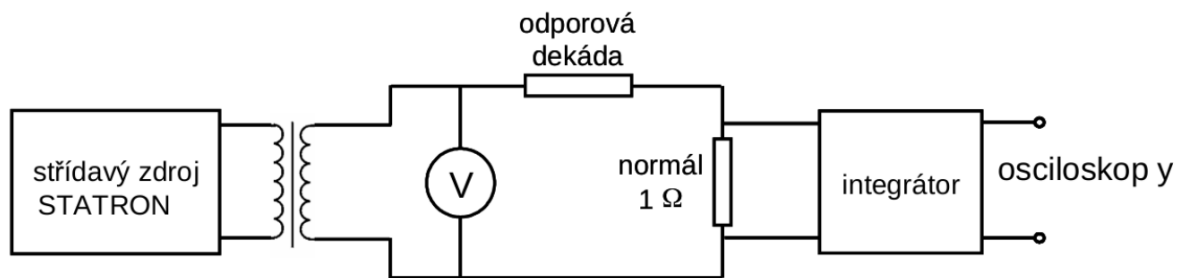 odporová
dekáda
střídavý zdroj
STATRON
V
normál
1 Ω
integrátor
osciloskop y